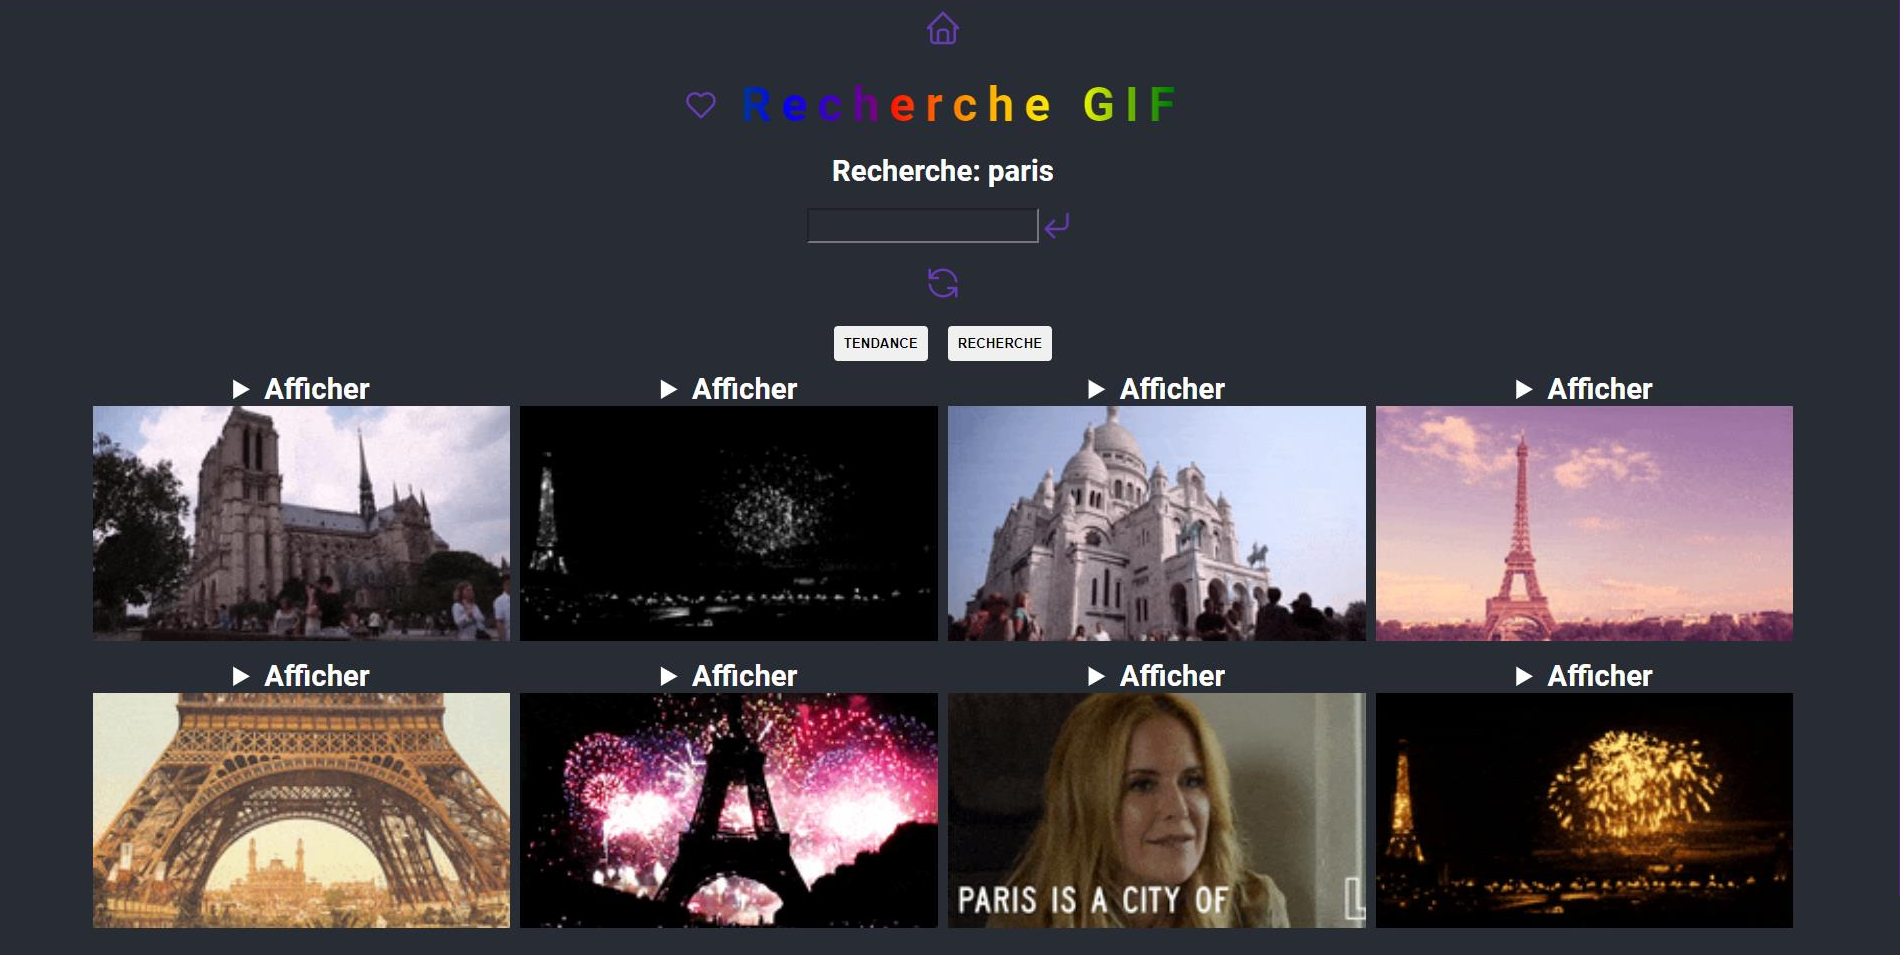 Recherche GIF
Recherche: paris
TENDANCE RECHERCHE
Afficher Afficher Afficher Afficher
Afficher Afficher Afficher Afficher
PARIS IS A CITY OF